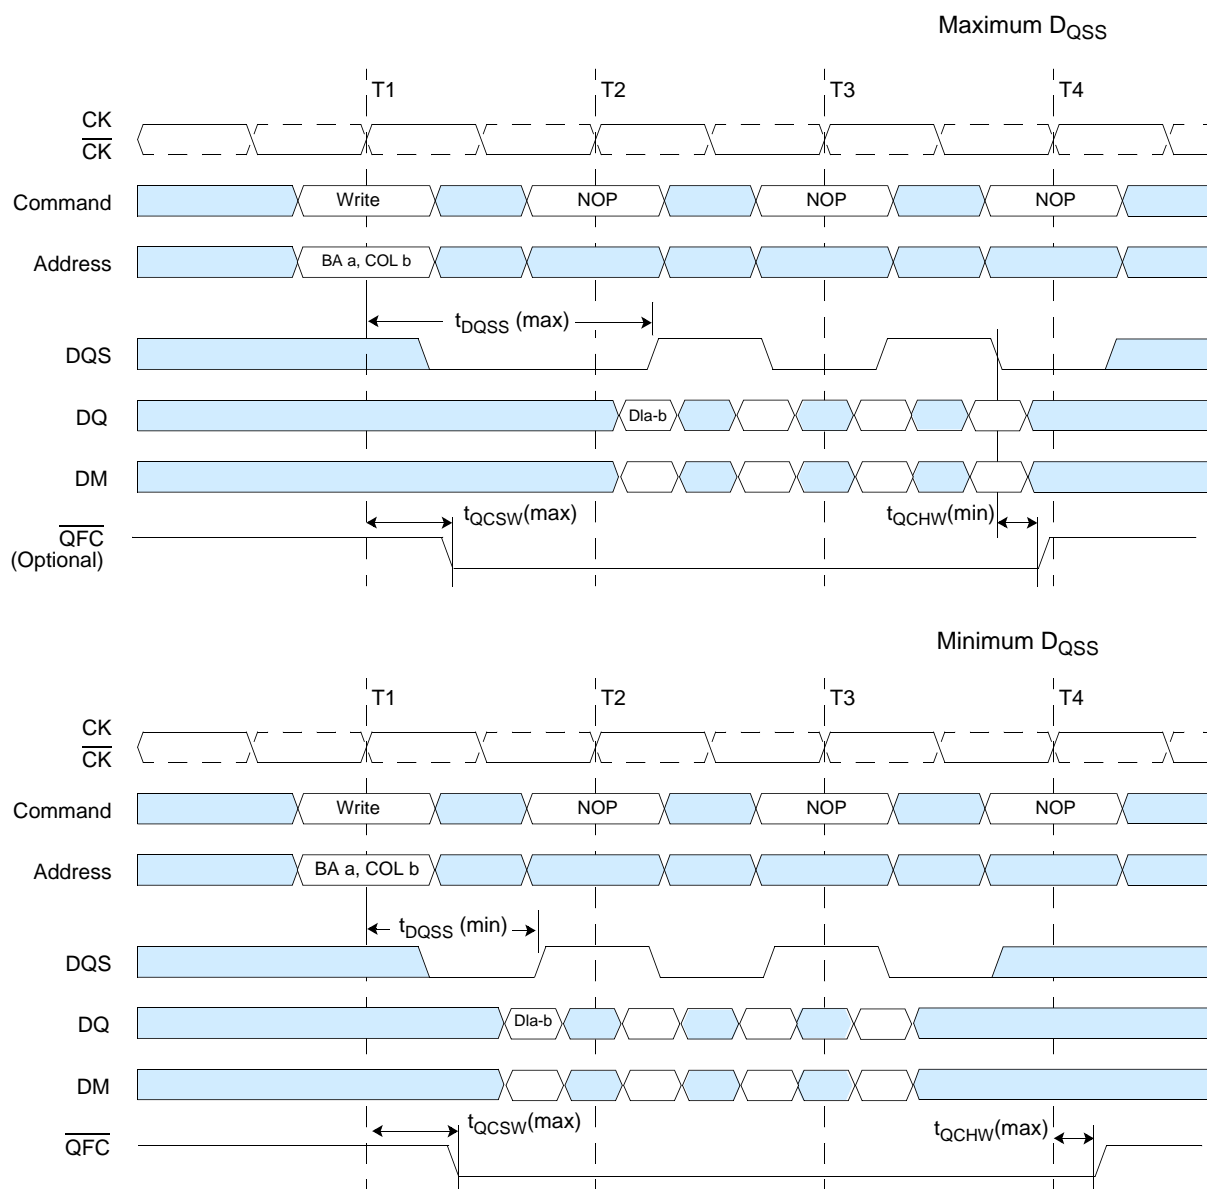 Maximum DQSS
T1 T2 T3 T4
CK
CK
Command Write NOP NOP NOP
Address BA a, COL b
tDQSS (max)
DQS
DQ DIa-b
DM
tQCSW(max) tQCHW(min)
QFC
(Optional)
Minimum DQSS
T1 T2 T3 T4
CK
CK
Command Write NOP NOP NOP
Address BA a, COL b
tDQSS (min)
DQS
DQ DIa-b
DM
tQCSW(max) tQCHW(max)
QFC